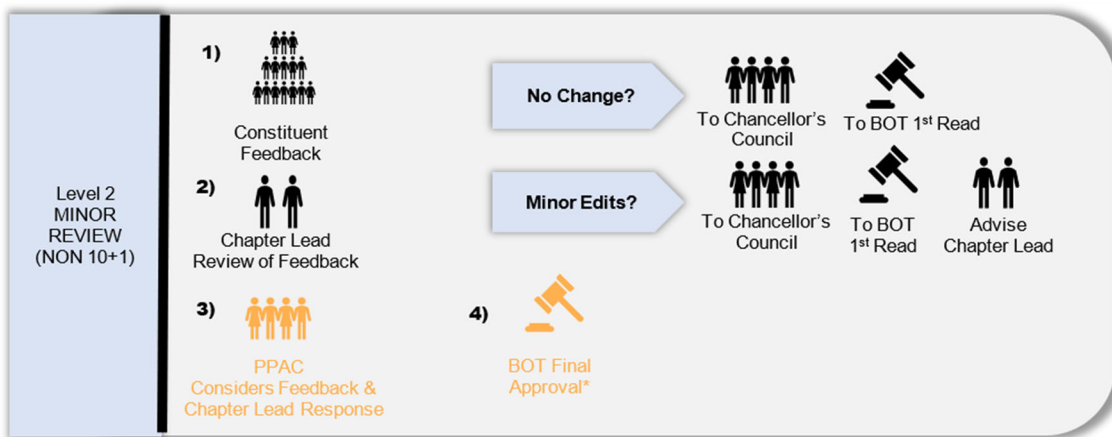 Level 2
MINOR
REVIEW
(NON 10+1)
1)
Constituent
Feedback
2)
Chapter Lead
Review of Feedback
3)
PPAC
Considers Feedback &
Chapter Lead Response
No Change?
To Chancellor's
Council
To BOT 1st Read
Minor Edits?
To Chancellor's
Council
To BOT
1st Read
Advise
Chapter Lead
4)
BOT Final
Approval*